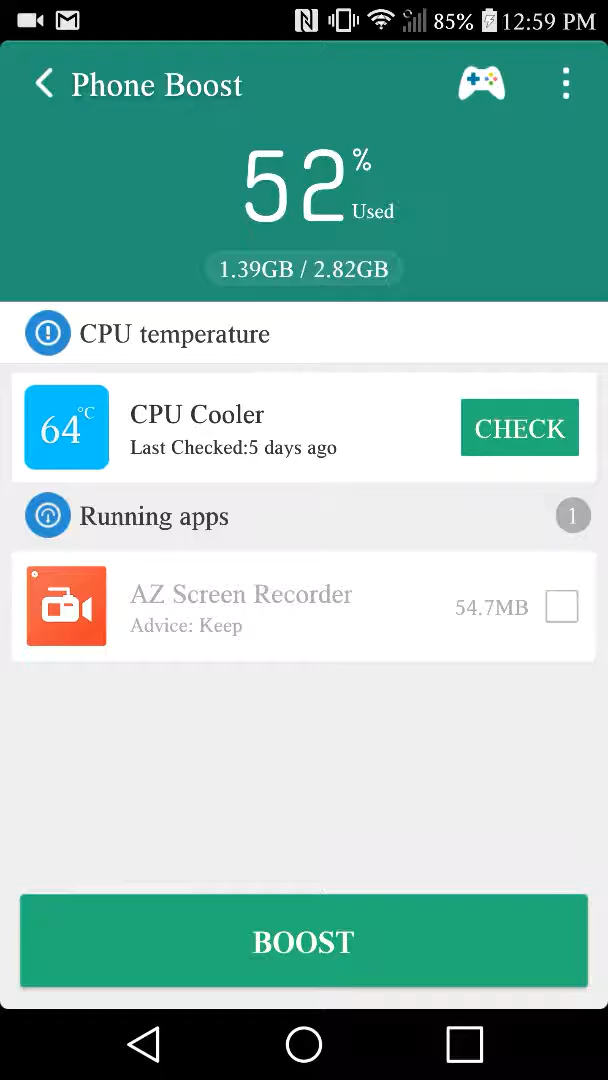 85% 12:59 PM
Phone Boost
52%
Used
1.39GB / 2.82GB
CPU temperature
64°C
CPU Cooler
Last Checked:5 days ago
CHECK
Running apps
1
AZ Screen Recorder
Advice: Keep
54.7MB
BOOST